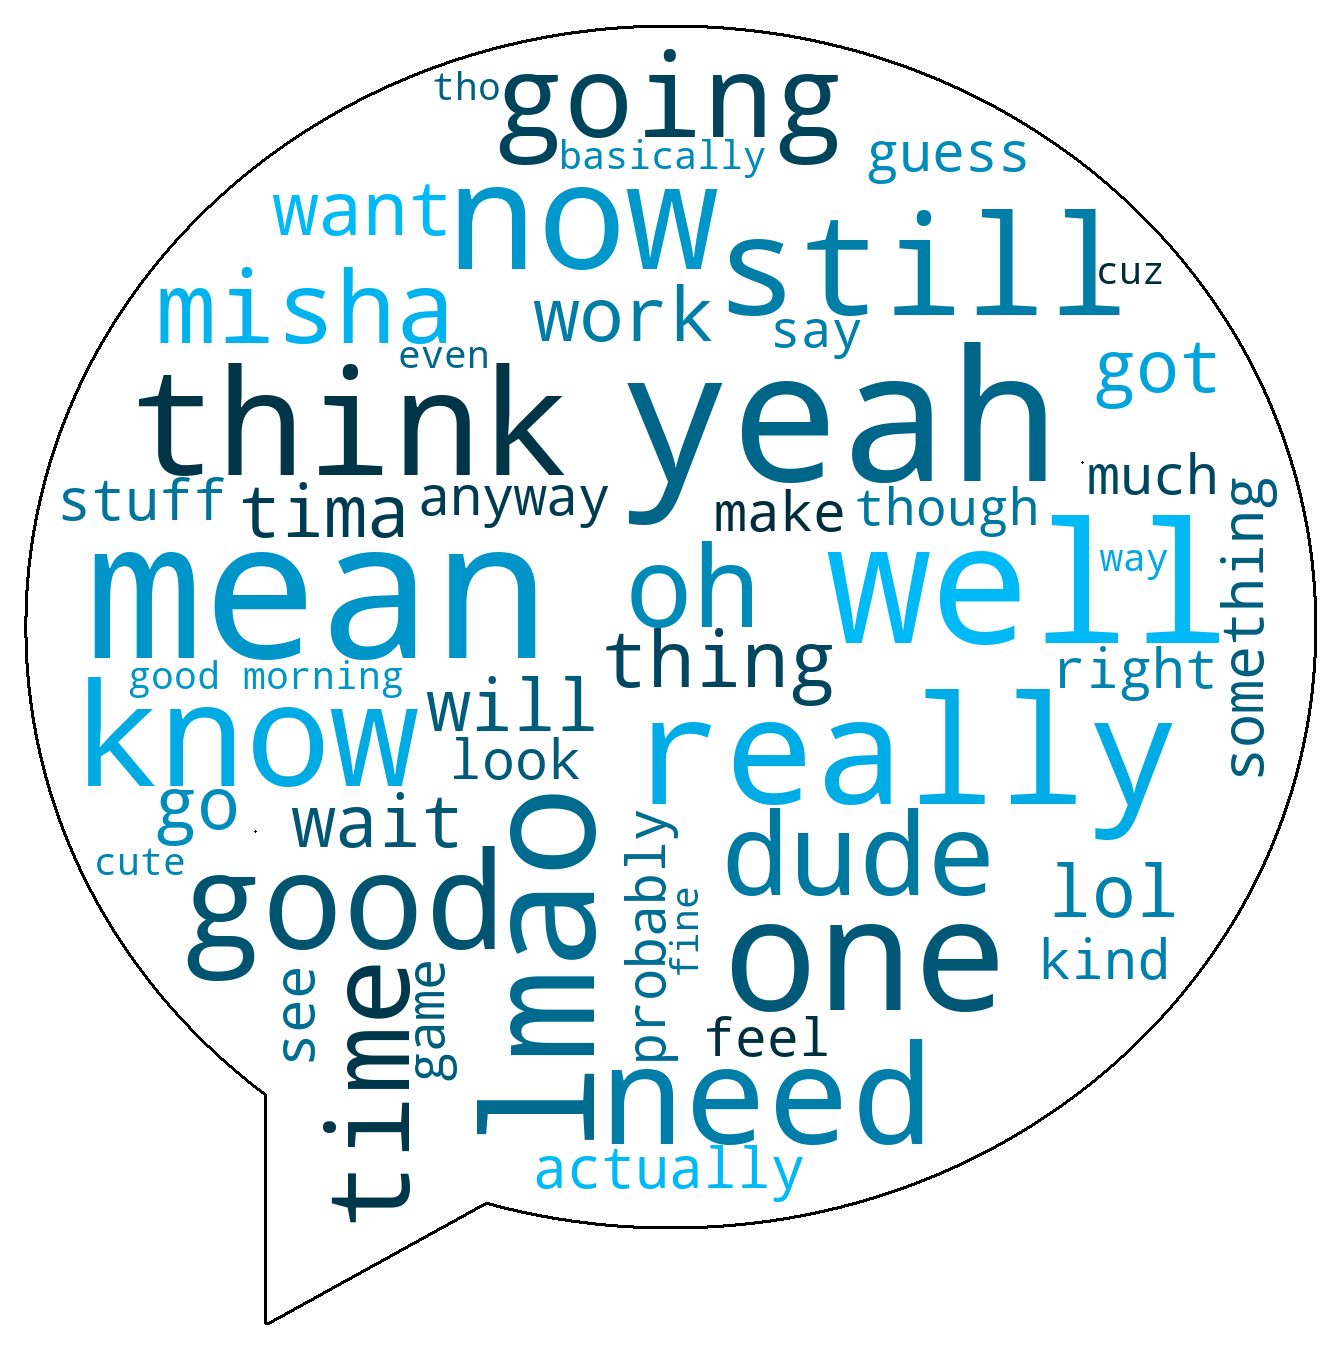 tho
going
basically
guess
want
now
still
cuz
misha
work
say
even
got
think
yeah
stuff
tima
anyway
make
though
much
something
mean
oh
well
way
good morning
thing
right
know
will
look
really
go
wait
lmao
dude
cute
good
probably
fine
lol
one
kind
see
time
game
feel
need
actually